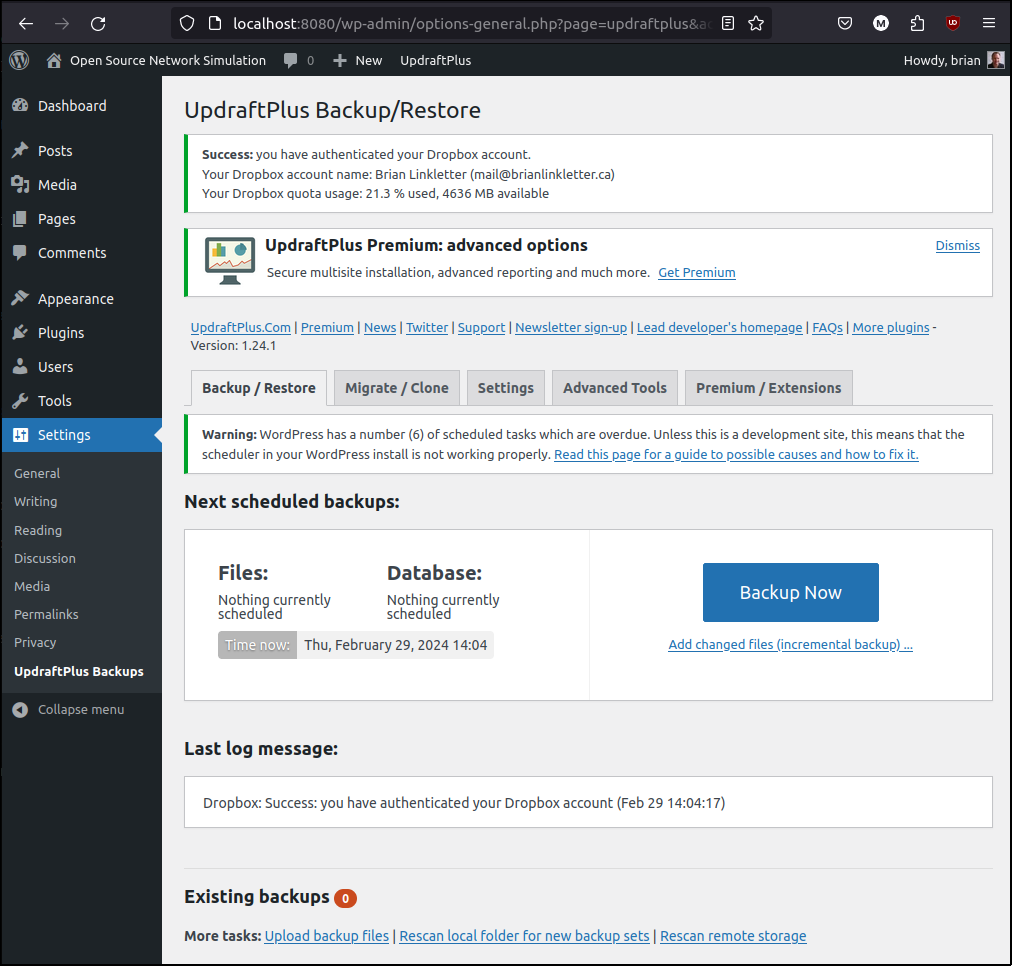 localhost:8080/wp-admin/options-general.php?page=updraftplus&ac
Open Source Network Simulation 0 New UpdraftPlus Howdy, brian
Dashboard
Posts
Media
Pages
Comments
Appearance
Plugins
Users
Tools
Settings
General
Writing
Reading
Discussion
Media
Permalinks
Privacy
UpdraftPlus Backups
Collapse menu
UpdraftPlus Backup/Restore
Success: you have authenticated your Dropbox account.
Your Dropbox account name: Brian Linkletter (mail@brianlinkletter.ca)
Your Dropbox quota usage: 21.3 % used, 4636 MB available
UpdraftPlus Premium: advanced options Dismiss
Secure multisite installation, advanced reporting and much more. Get Premium
UpdraftPlus.Com | Premium | News | Twitter | Support | Newsletter sign-up | Lead developer's homepage | FAQs | More plugins -
Version: 1.24.1
Backup / Restore Migrate / Clone Settings Advanced Tools Premium / Extensions
Warning: WordPress has a number (6) of scheduled tasks which are overdue. Unless this is a development site, this means that the
scheduler in your WordPress install is not working properly. Read this page for a guide to possible causes and how to fix it.
Next scheduled backups:
Files:
Nothing currently
scheduled
Database:
Nothing currently
scheduled
Time now: Thu, February 29, 2024 14:04
Backup Now
Add changed files (incremental backup) ...
Last log message:
Dropbox: Success: you have authenticated your Dropbox account (Feb 29 14:04:17)
Existing backups 0
More tasks: Upload backup files | Rescan local folder for new backup sets | Rescan remote storage